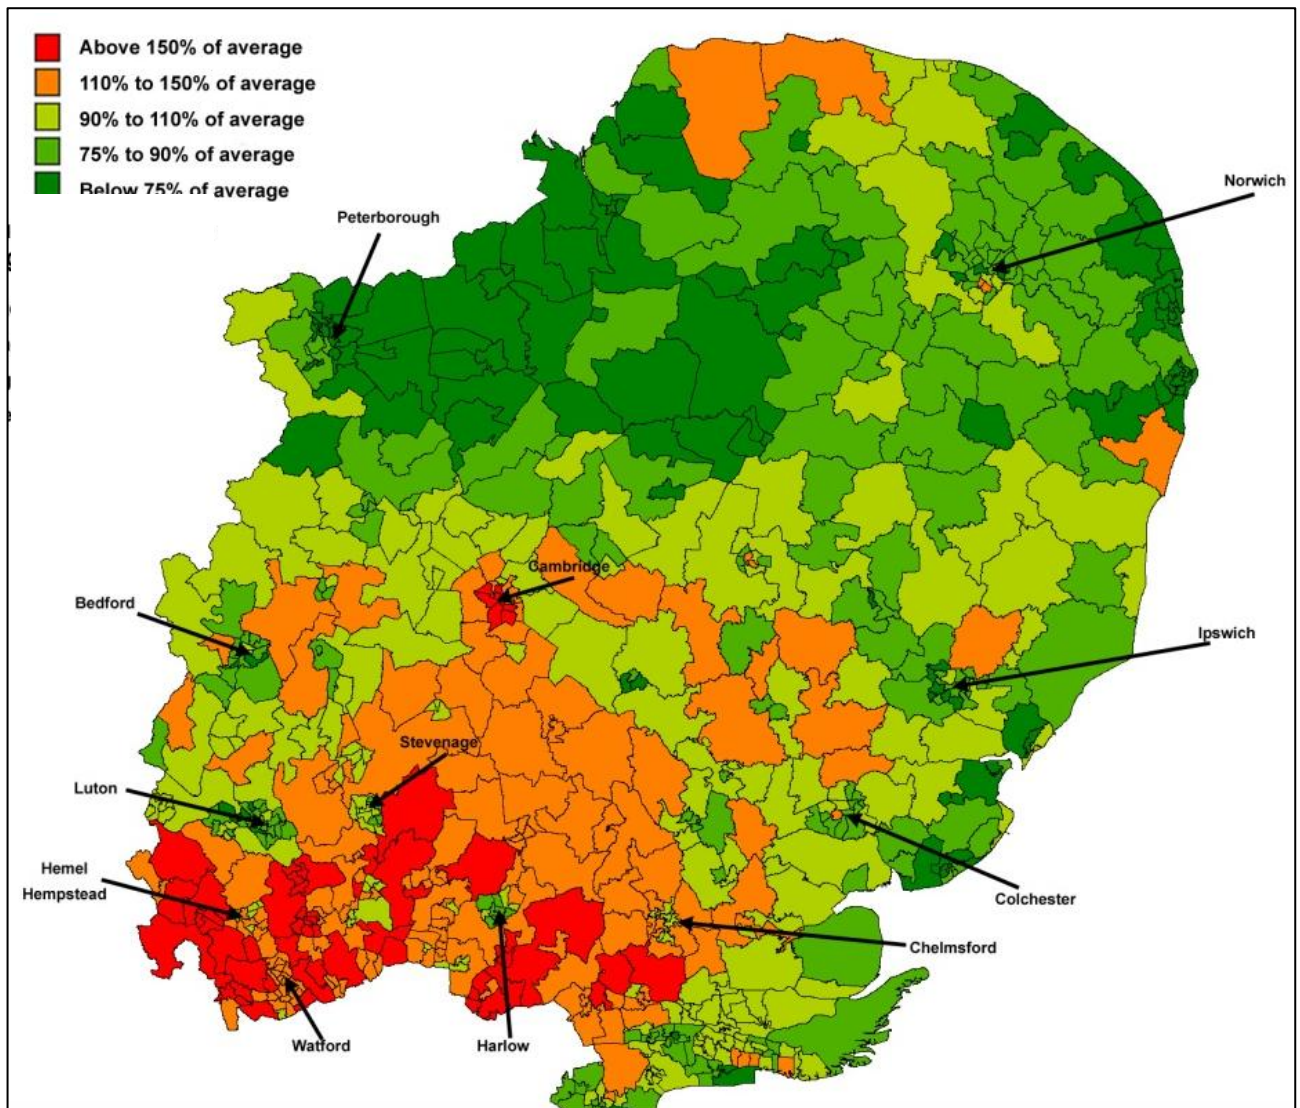 Above 150% of average
110% to 150% of average
90% to 110% of average
75% to 90% of average
Below 75% of average
Norwich
Peterborough
Cambridge
Bedford
Ipswich
Stevenage
Luton
Hemel
Hempstead
Colchester
Chelmsford
Watford
Harlow